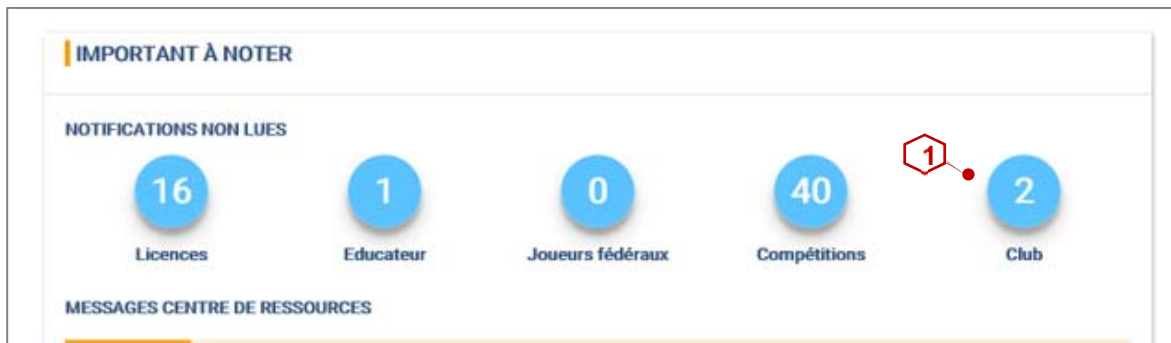 IMPORTANT À NOTER
NOTIFICATIONS NON LUES
1
16 1 0 40 2
Licences Educateur Joueurs fédéraux Compétitions Club
MESSAGES CENTRE DE RESSOURCES